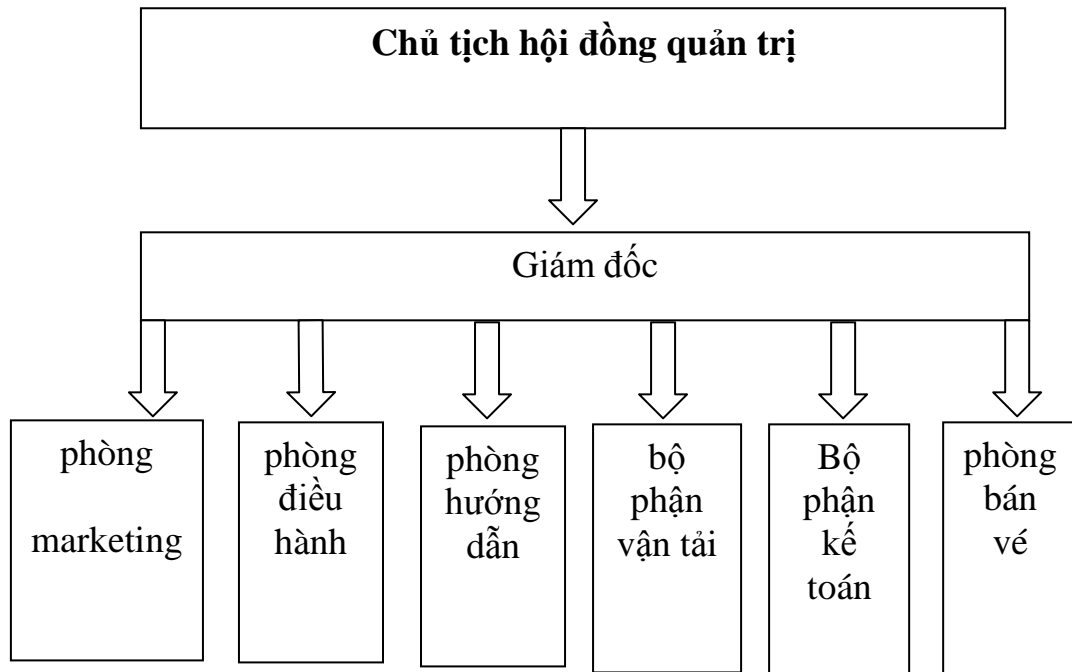 Chủ tịch hội đồng quản trị
Giám đốc
phòng
marketing
phòng
điều
hành
phòng
hướng
dẫn
bộ
phận
vận tải
Bộ
phận
kế
toán
phòng
bán
vé